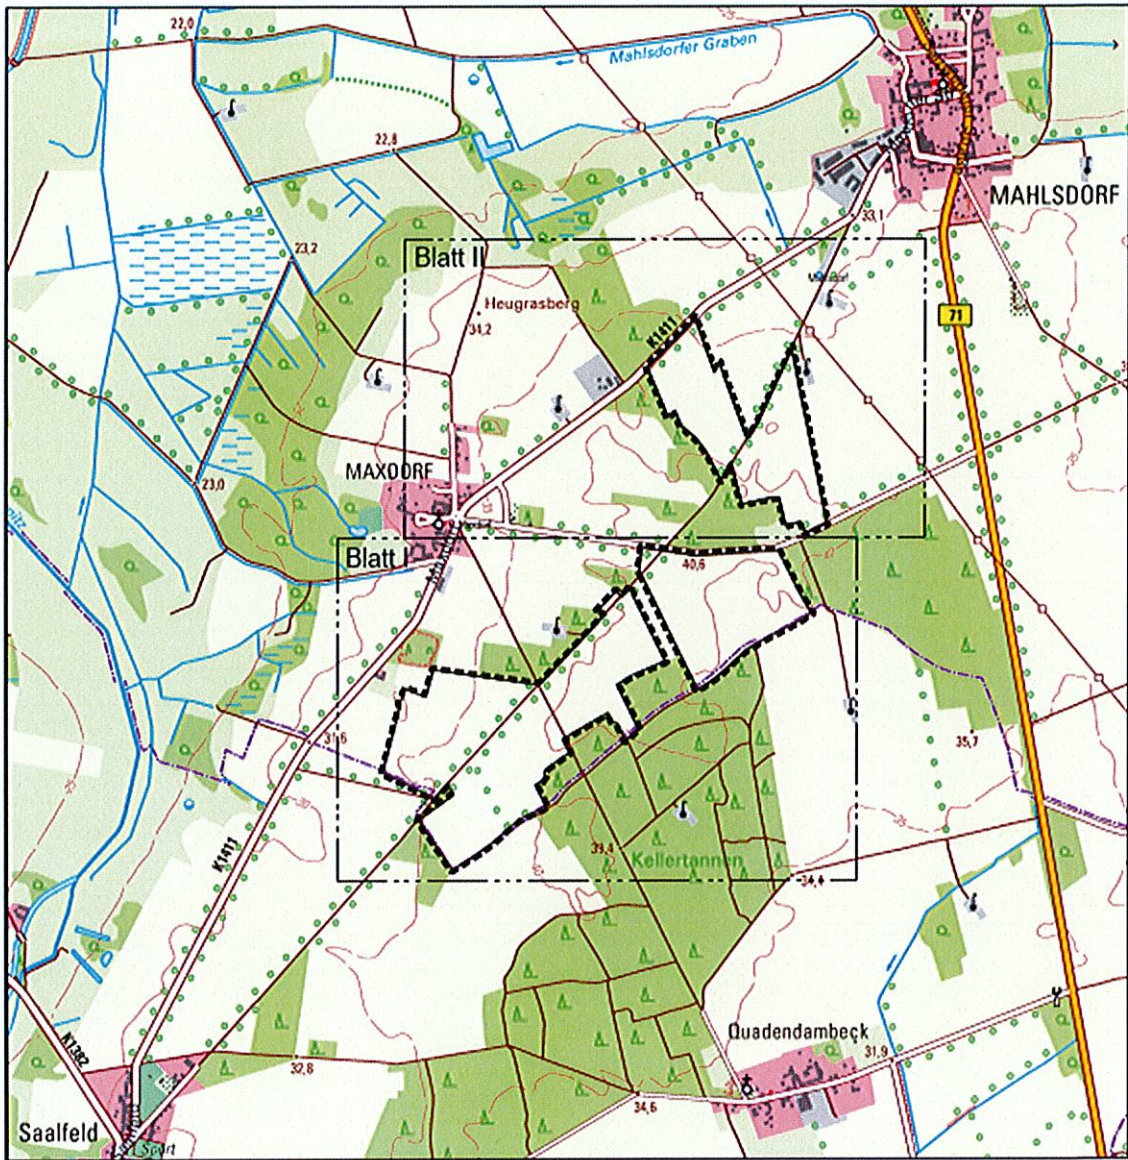 22,0
Mahlsdorfer Graben
22,8
MAHLSDORF
33,1
23,2
Blatt II
Heugrasberg
34,2
K1411
71
MAXDORF
23,0
Blatt I
40,6
31,6
35,7
K1411
39,4
Kellertannen
34,4
K1382
Quadendambeck
31,9
32,8
34,6
Saalfeld
Sport